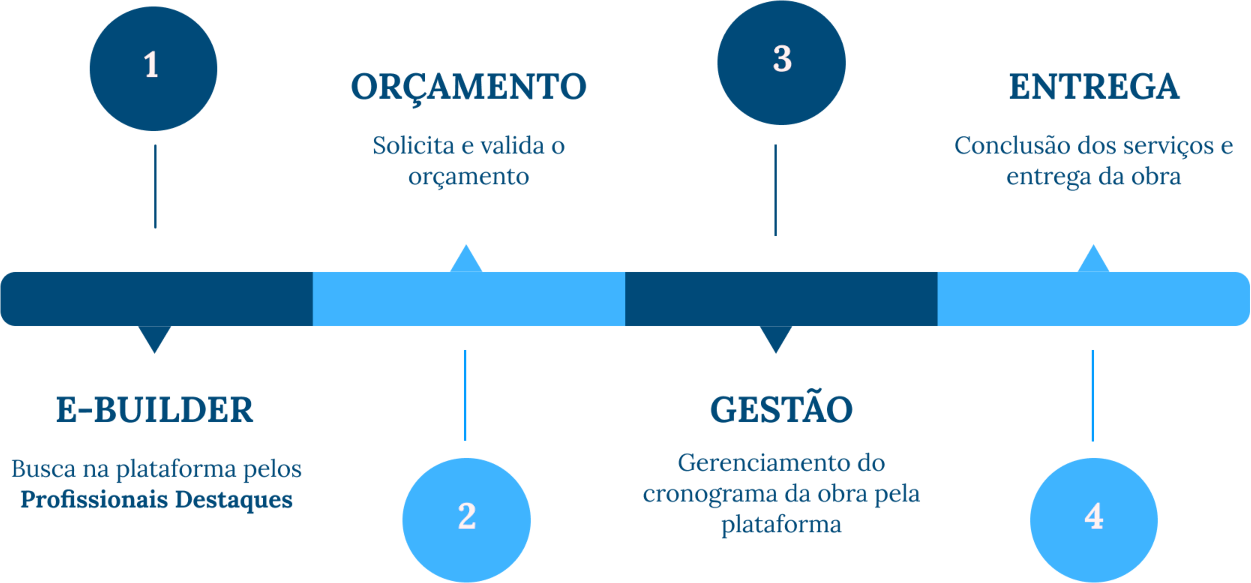 1
E-BUILDER
Busca na plataforma pelos
Profissionais Destaques
ORÇAMENTO
Solicita e valida o
orçamento
2
3
GESTÃO
Gerenciamento do
cronograma da obra pela
plataforma
ENTREGA
Conclusão dos serviços e
entrega da obra
4